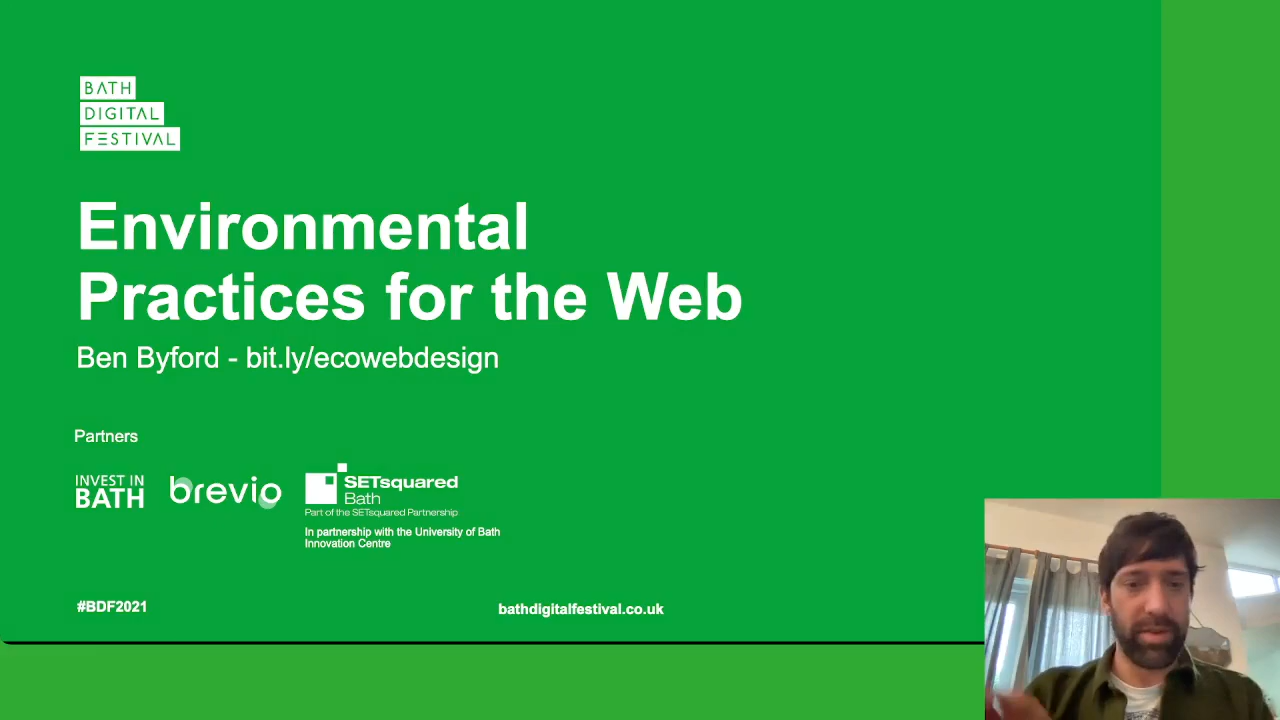 BATH
DIGITAL
FESTIVAL
Environmental
Practices for the Web
Ben Byford - bit.ly/ecowebdesign
Partners
INVEST IN
BATH
brevio
SETsquared
Bath
Part of the SETsquared Partnership
In partnership with the University of Bath
Innovation Centre
#BDF2021
bathdigitalfestival.co.uk